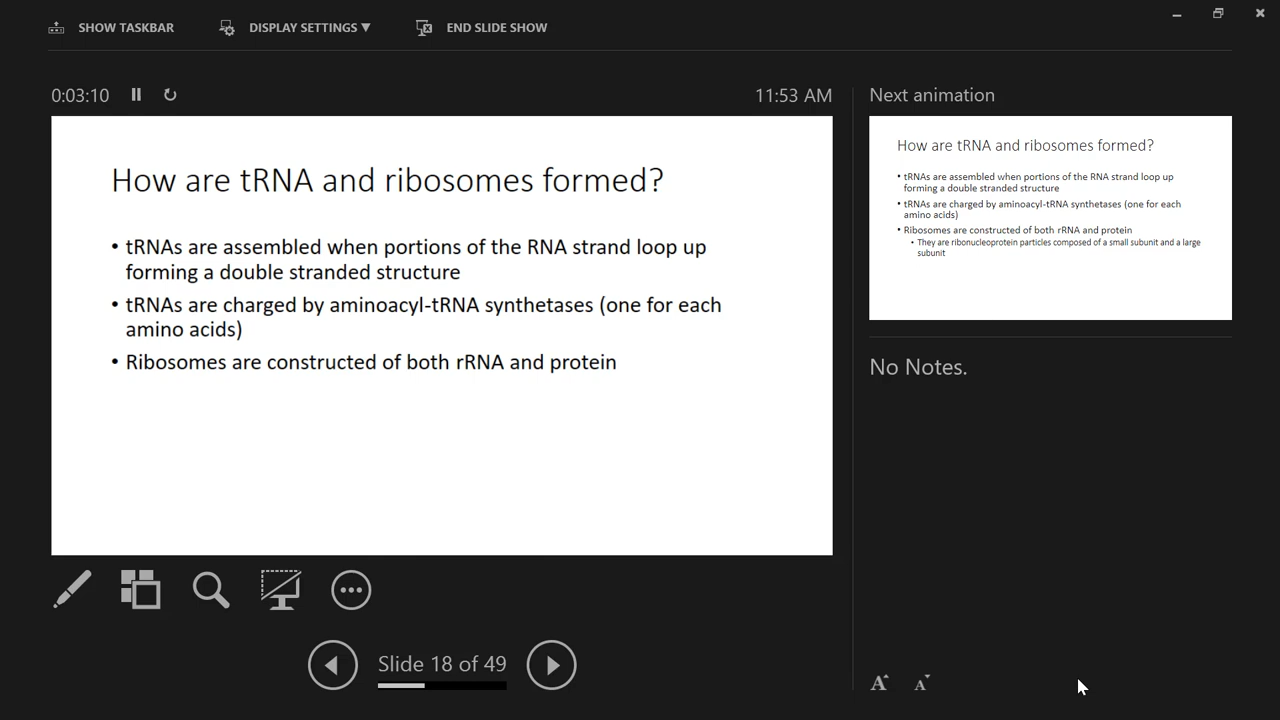 SHOW TASKBAR
DISPLAY SETTINGS ▼
END SLIDE SHOW
0:03:10
11:53 AM
How are tRNA and ribosomes formed?
• tRNAs are assembled when portions of the RNA strand loop up
forming a double stranded structure
• tRNAs are charged by aminoacyl-tRNA synthetases (one for each
amino acids)
• Ribosomes are constructed of both rRNA and protein
Slide 18 of 49
Next animation
How are tRNA and ribosomes formed?
• tRNAs are assembled when portions of the RNA strand loop up
forming a double stranded structure
• tRNAs are charged by aminoacyl-tRNA synthetases (one for each
amino acids)
• Ribosomes are constructed of both rRNA and protein
• They are ribonucleoprotein particles composed of a small subunit and a large
subunit
No Notes.
A A